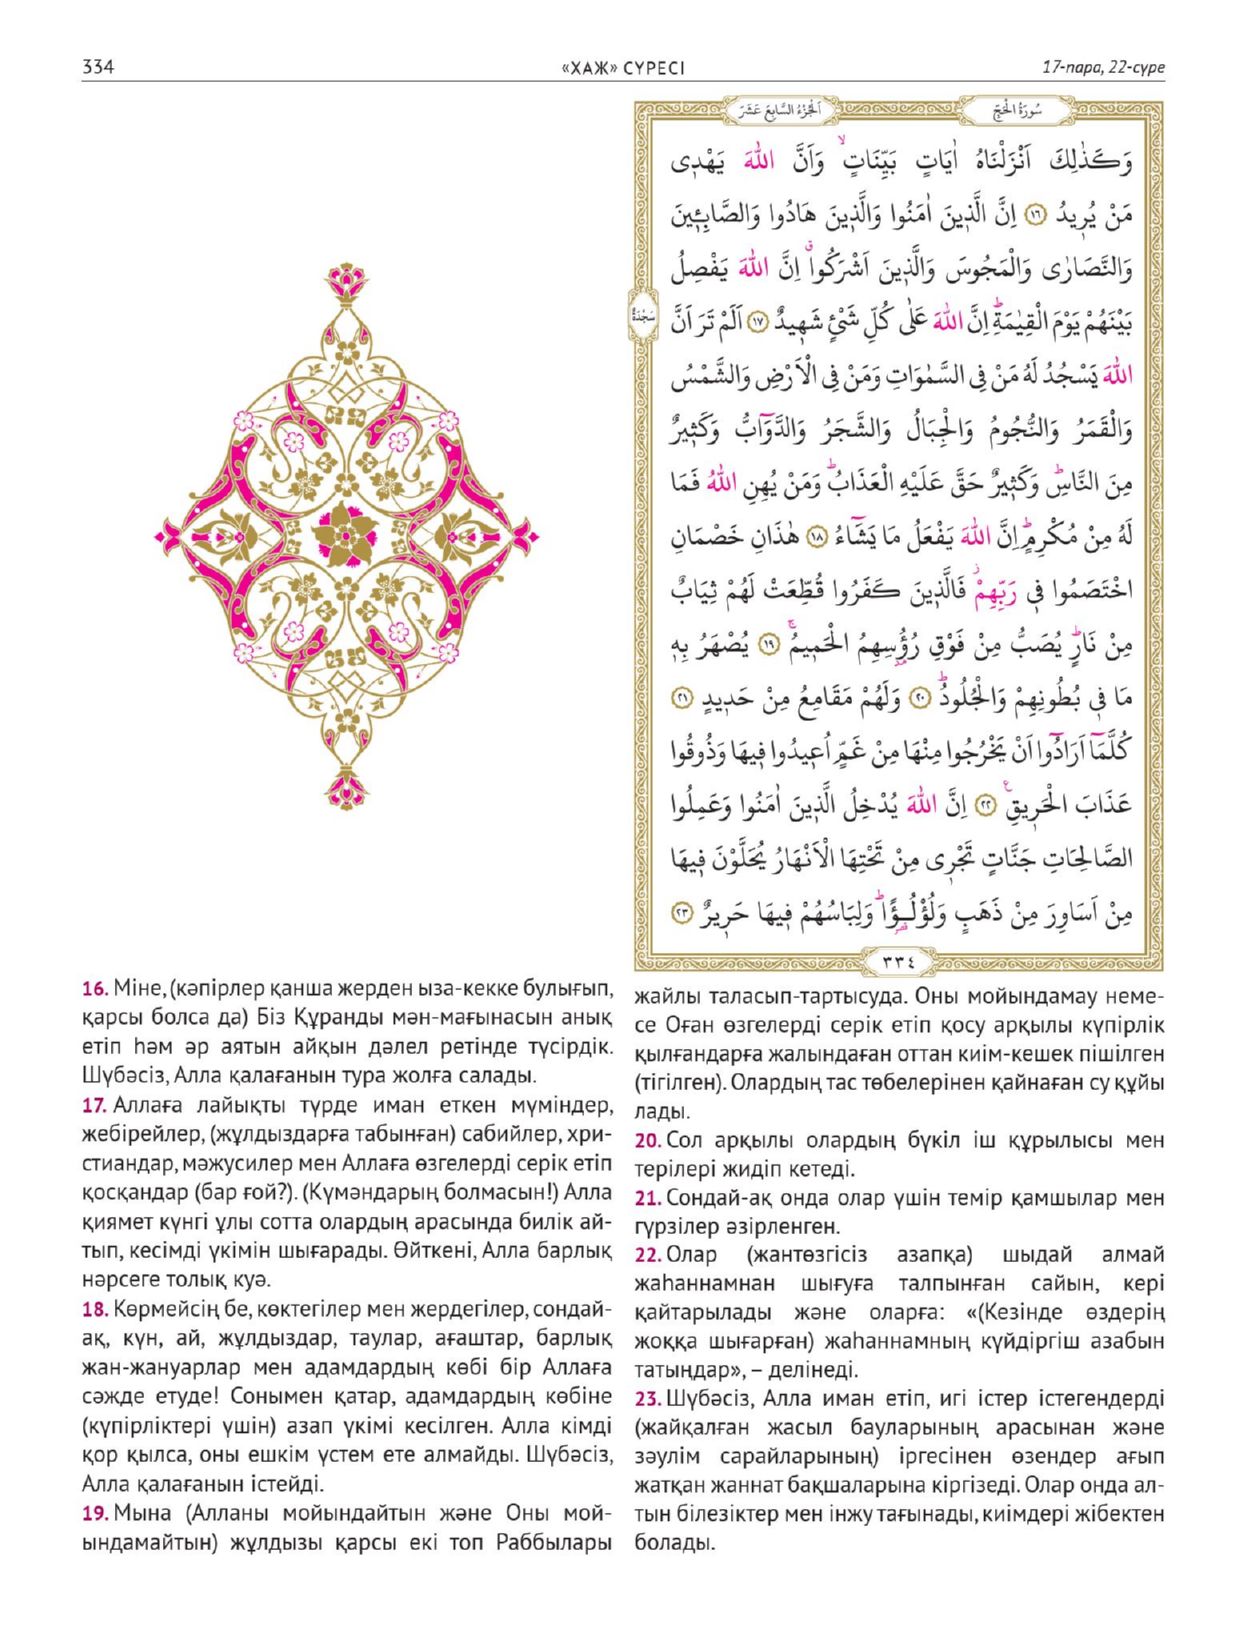 334
«ХАЖ» СҮРЕСІ
17-пара, 22-сүре
اَلْجُزْءُ السَّابِعَ عَشَرَ
سُورَةُ الْحَجِّ
وَكَذٰلِكَ اَنْزَلْنَاهُ اٰيَاتٍ بَيِّنَاتٍۙ وَاَنَّ اللّٰهَ يَهْد۪ى
مَنْ يُر۪يدُ ﴿١٦﴾ اِنَّ الَّذ۪ينَ اٰمَنُوا وَالَّذ۪ينَ هَادُوا وَالصَّابِـ۪ٔينَ
وَالنَّصَارٰى وَالْمَجُوسَ وَالَّذ۪ينَ اَشْرَكُواۗ اِنَّ اللّٰهَ يَفْصِلُ
بَيْنَهُمْ يَوْمَ الْقِيٰمَةِۜ اِنَّ اللّٰهَ عَلٰى كُلِّ شَىْءٍ شَه۪يدٌ ﴿١٧﴾ اَلَمْ تَرَ اَنَّ
سَجْدَةٌ
اللّٰهَ يَسْجُدُ لَهُ مَنْ فِى السَّمٰوَاتِ وَمَنْ فِى الْاَرْضِ وَالشَّمْسُ
وَالْقَمَرُ وَالنُّجُومُ وَالْجِبَالُ وَالشَّجَرُ وَالدَّوَٓابُّ وَكَث۪يرٌ
مِنَ النَّاسِۜ وَكَث۪يرٌ حَقَّ عَلَيْهِ الْعَذَابُۜ وَمَنْ يُهِنِ اللّٰهُ فَمَا
لَهُ مِنْ مُكْرِمٍۜ اِنَّ اللّٰهَ يَفْعَلُ مَا يَشَٓاءُ ﴿١٨﴾ هٰذَانِ خَصْمَانِ
اخْتَصَمُوا ف۪ى رَبِّهِمْۘ فَالَّذ۪ينَ كَفَرُوا قُطِّعَتْ لَهُمْ ثِيَابٌ
مِنْ نَارٍۜ يُصَبُّ مِنْ فَوْقِ رُؤُ۫سِهِمُ الْحَم۪يمُۚ ﴿١٩﴾ يُصْهَرُ بِه۪
مَا ف۪ى بُطُونِهِمْ وَالْجُلُودُۜ ﴿٢٠﴾ وَلَهُمْ مَقَامِعُ مِنْ حَد۪يدٍ ﴿٢١﴾
كُلَّمَٓا اَرَادُٓوا اَنْ يَخْرُجُوا مِنْهَا مِنْ غَمٍّ اُع۪يدُوا ف۪يهَا وَذُوقُوا
عَذَابَ الْحَر۪يقِ۟ ﴿٢٢﴾ اِنَّ اللّٰهَ يُدْخِلُ الَّذ۪ينَ اٰمَنُوا وَعَمِلُوا
الصَّالِحَاتِ جَنَّاتٍ تَجْر۪ى مِنْ تَحْتِهَا الْاَنْهَارُ يُحَلَّوْنَ ف۪يهَا
مِنْ اَسَاوِرَ مِنْ ذَهَبٍ وَلُؤْلُؤًاۜ وَلِبَاسُهُمْ ف۪يهَا حَر۪يرٌ ﴿٢٣﴾
٣٣٤
16. Міне, (кәпірлер қанша жерден ыза-кекке булығып,
қарсы болса да) Біз Құранды мән-мағынасын анық
етіп һәм әр аятын айқын дәлел ретінде түсірдік.
Шүбәсіз, Алла қалағанын тура жолға салады.
17. Аллаға лайықты түрде иман еткен мүміндер,
жебірейлер, (жұлдыздарға табынған) сабийлер, хри-
стиандар, мәжусилер мен Аллаға өзгелерді серік етіп
қосқандар (бар ғой?). (Күмәндарың болмасын!) Алла
қиямет күнгі ұлы сотта олардың арасында билік ай-
тып, кесімді үкімін шығарады. Өйткені, Алла барлық
нәрсеге толық куә.
18. Көрмейсің бе, көктегілер мен жердегілер, сондай-
ақ, күн, ай, жұлдыздар, таулар, ағаштар, барлық
жан-жануарлар мен адамдардың көбі бір Аллаға
сәжде етуде! Сонымен қатар, адамдардың көбіне
(күпірліктері үшін) азап үкімі кесілген. Алла кімді
қор қылса, оны ешкім үстем ете алмайды. Шүбәсіз,
Алла қалағанын істейді.
19. Мына (Алланы мойындайтын және Оны мой-
ындамайтын) жұлдызы қарсы екі топ Раббылары
жайлы таласып-тартысуда. Оны мойындамау неме-
се Оған өзгелерді серік етіп қосу арқылы күпірлік
қылғандарға жалындаған оттан киім-кешек пішілген
(тігілген). Олардың тас төбелерінен қайнаған су құйы
лады.
20. Сол арқылы олардың бүкіл іш құрылысы мен
терілері жидіп кетеді.
21. Сондай-ақ онда олар үшін темір қамшылар мен
гүрзілер әзірленген.
22. Олар (жантөзгісіз азапқа) шыдай алмай
жаһаннамнан шығуға талпынған сайын, кері
қайтарылады және оларға: «(Кезінде өздерің
жоққа шығарған) жаһаннамның күйдіргіш азабын
татыңдар», – делінеді.
23. Шүбәсіз, Алла иман етіп, игі істер істегендерді
(жайқалған жасыл бауларының арасынан және
зәулім сарайларының) іргесінен өзендер ағып
жатқан жаннат бақшаларына кіргізеді. Олар онда ал-
тын білезіктер мен інжу тағынады, киімдері жібектен
болады.